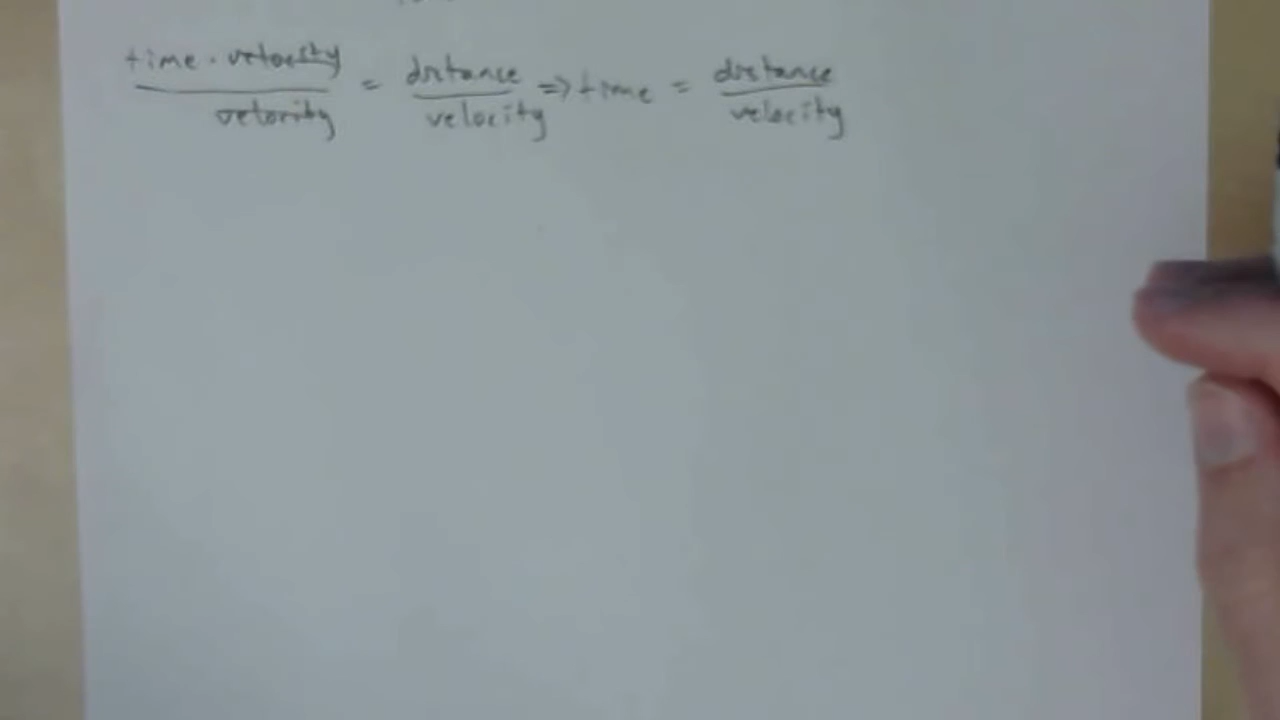 time · velocity / velocity = distance / velocity => time = distance / velocity